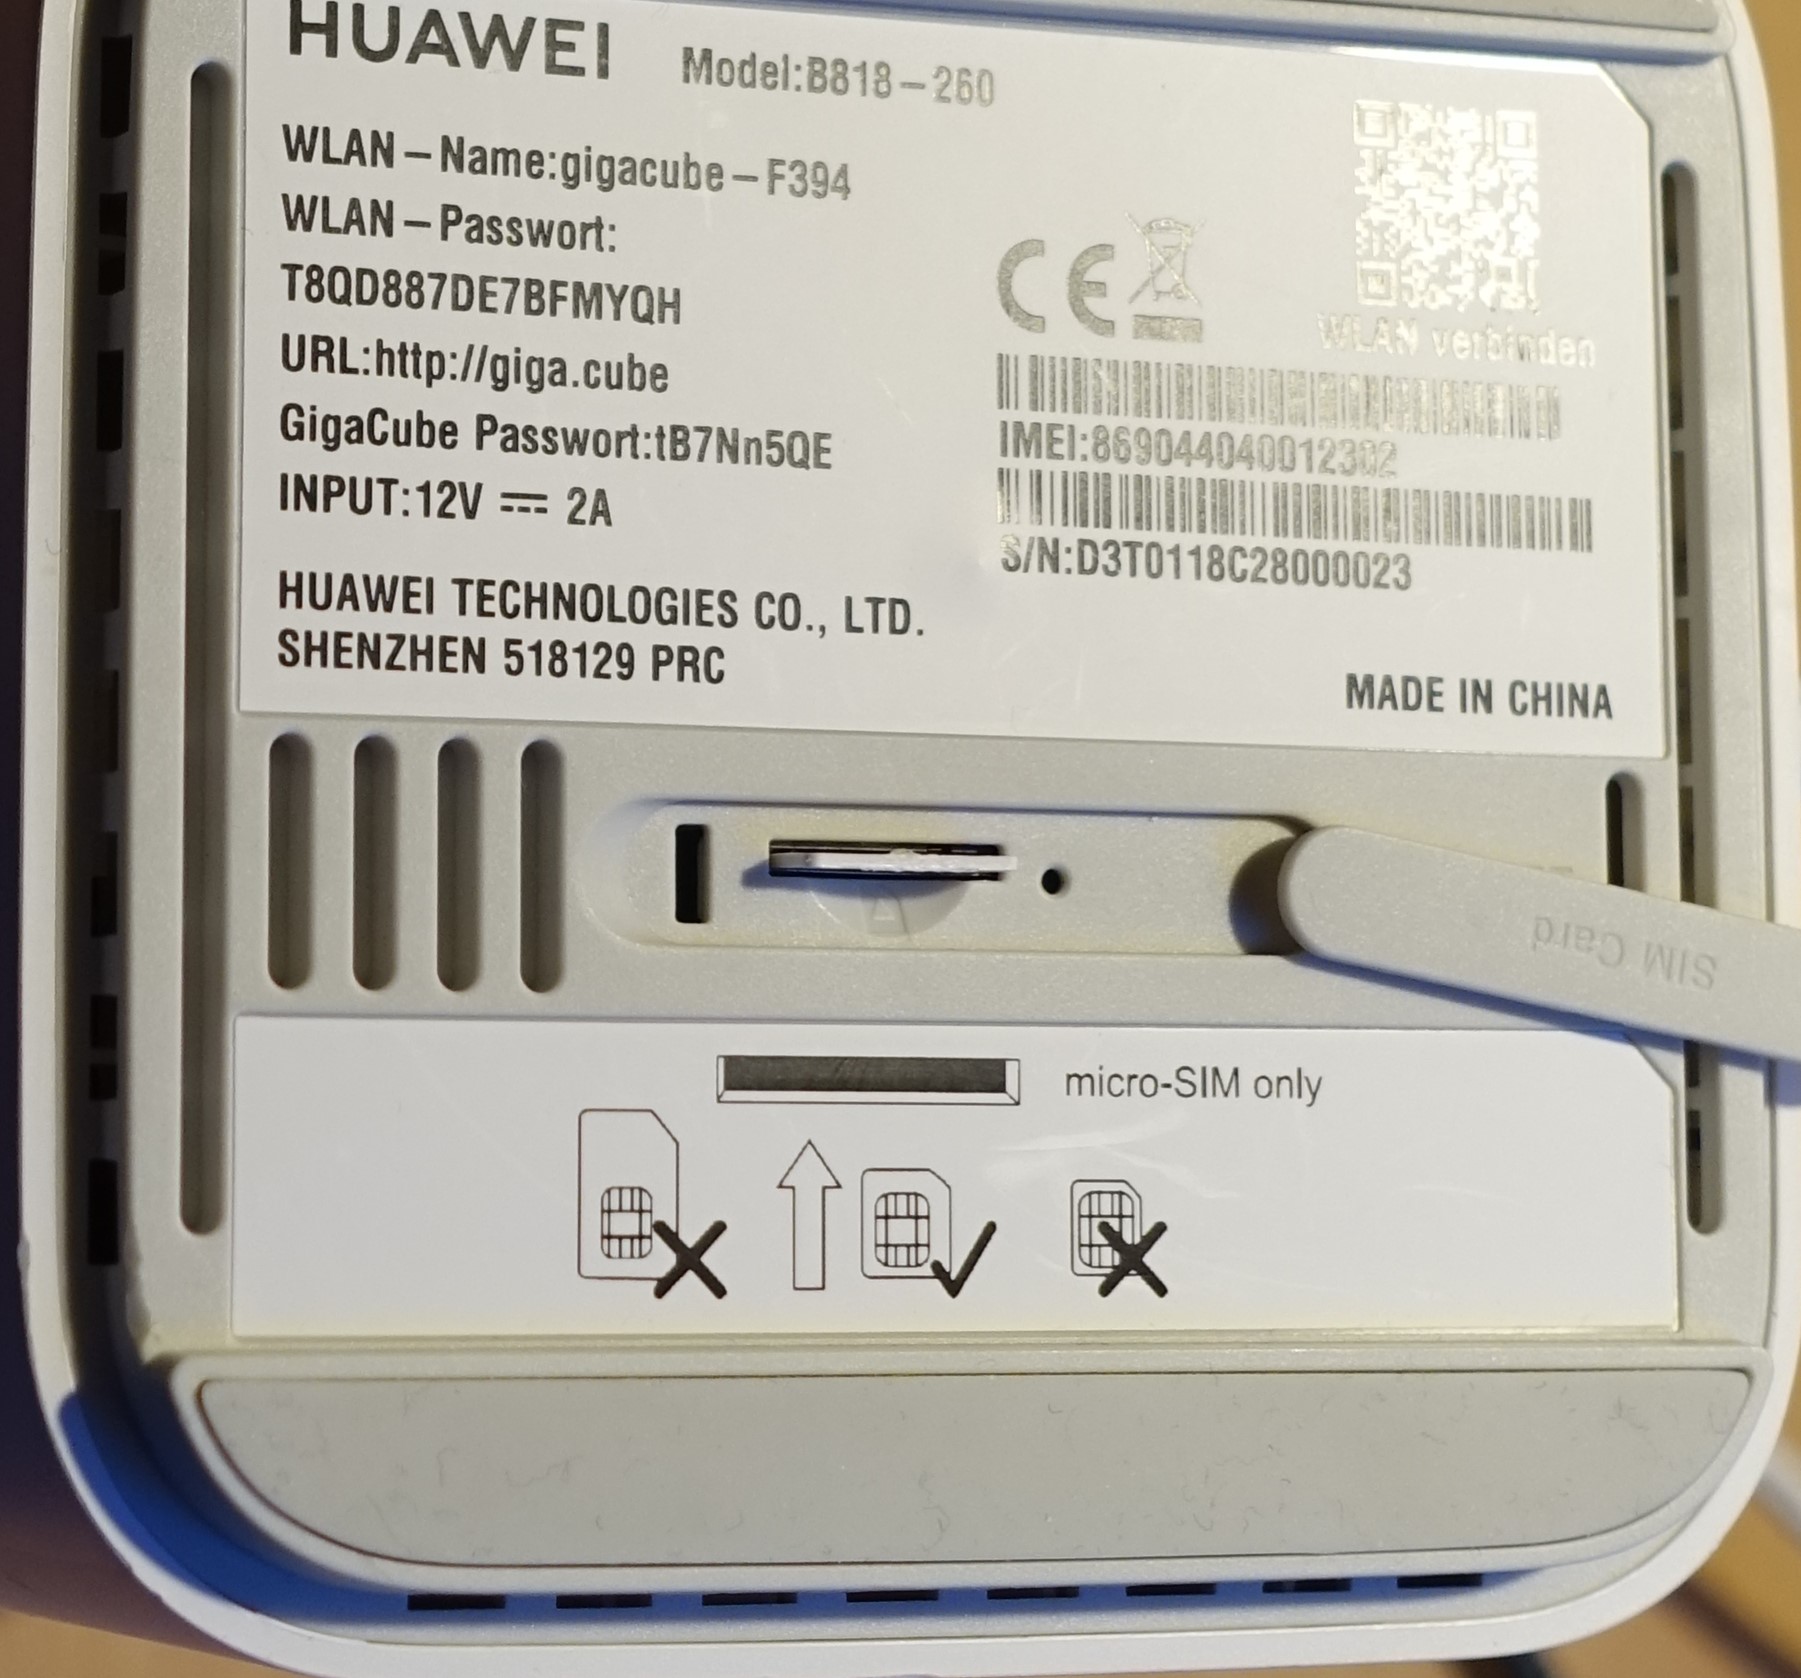 HUAWEI Model:B818-260
WLAN-Name:gigacube-F394
WLAN-Passwort:
T8QD887DE7BFMYQH
URL:http://giga.cube
GigaCube Passwort:tB7Nn5QE
INPUT:12V ⎓ 2A
HUAWEI TECHNOLOGIES CO., LTD.
SHENZHEN 518129 PRC
CE
WLAN verbinden
IMEI:869044040012302
S/N:D3T0118C28000023
MADE IN CHINA
SIM Card
micro-SIM only